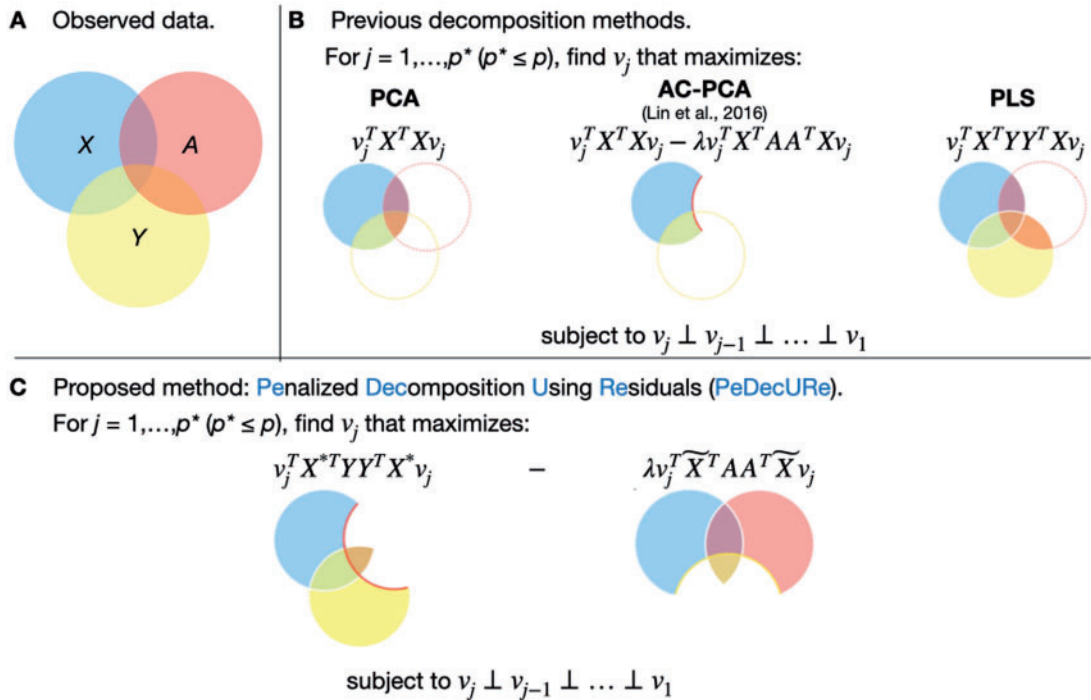 A Observed data.
X A
Y
B Previous decomposition methods.
For j = 1,…,p* (p* ≤ p), find v_j that maximizes:
PCA AC-PCA PLS
(Lin et al., 2016)
v_j^T X^T X v_j v_j^T X^T X v_j − λv_j^T X^T A A^T X v_j v_j^T X^T Y Y^T X v_j
subject to v_j ⊥ v_{j−1} ⊥ … ⊥ v_1
C Proposed method: Penalized Decomposition Using Residuals (PeDecURe).
For j = 1,…,p* (p* ≤ p), find v_j that maximizes:
v_j^T X^{*T} Y Y^T X^* v_j − λv_j^T X̃^T A A^T X̃ v_j
subject to v_j ⊥ v_{j−1} ⊥ … ⊥ v_1